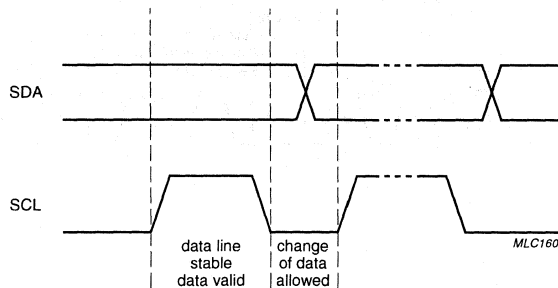 SDA
SCL
data line
stable
data valid
change
of data
allowed
MLC160